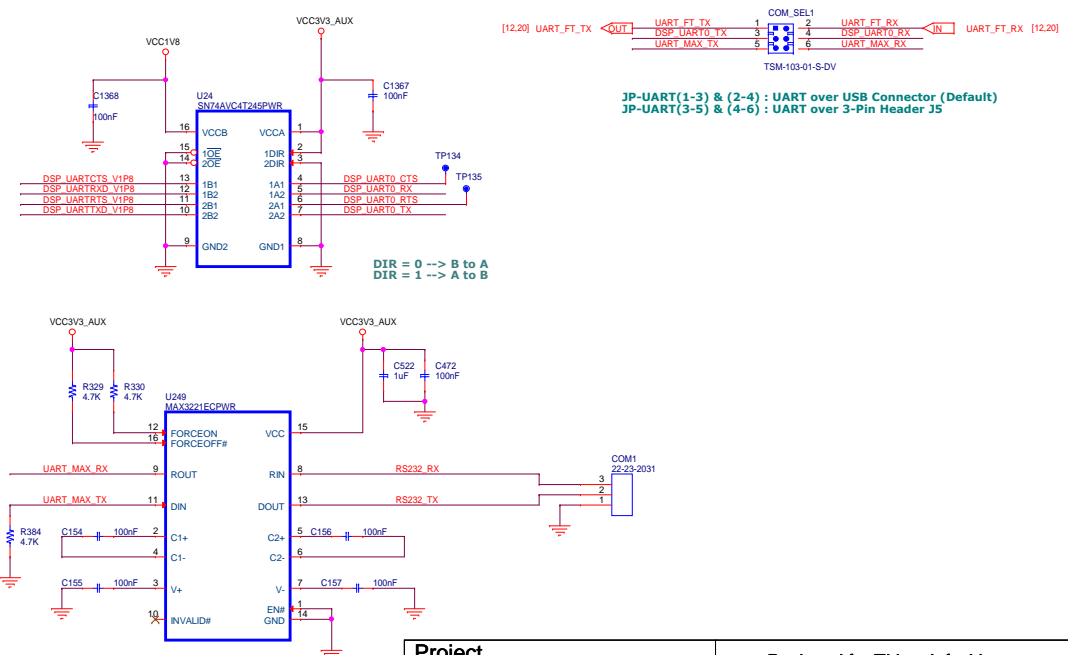 VCC3V3_AUX
VCC1V8
C1368
100nF
U24
SN74AVC4T245PWR
C1367
100nF
16 VCCB VCCA 1
15 1OE 1DIR 2
14 2OE 2DIR 3
TP134
TP135
DSP_UARTCTS_V1P8 13 1B1 1A1 4 DSP_UART0_CTS
DSP_UARTRXD_V1P8 12 1B2 1A2 5 DSP_UART0_RX
DSP_UARTRTS_V1P8 11 2B1 2A1 6 DSP_UART0_RTS
DSP_UARTTXD_V1P8 10 2B2 2A2 7 DSP_UART0_TX
9 GND2 GND1 8
DIR = 0 --> B to A
DIR = 1 --> A to B
COM_SEL1
[12,20] UART_FT_TX OUT UART_FT_TX 1 2 UART_FT_RX IN UART_FT_RX [12,20]
DSP_UART0_TX 3 4 DSP_UART0_RX
UART_MAX_TX 5 6 UART_MAX_RX
TSM-103-01-S-DV
JP-UART(1-3) & (2-4) : UART over USB Connector (Default)
JP-UART(3-5) & (4-6) : UART over 3-Pin Header J5
VCC3V3_AUX
VCC3V3_AUX
R329
4.7K
R330
4.7K
C522
1uF
C472
100nF
U249
MAX3221ECPWR
12 FORCEON VCC 15
16 FORCEOFF#
UART_MAX_RX 9 ROUT RIN 8 RS232_RX
UART_MAX_TX 11 DIN DOUT 13 RS232_TX
COM1
22-23-2031
3
2
1
R384
4.7K
C154 100nF 2 C1+ C2+ 5 C156 100nF
4 C1- C2- 6
C155 100nF 3 V+ V- 7 C157 100nF
EN# 1
10 INVALID# GND 14
Project